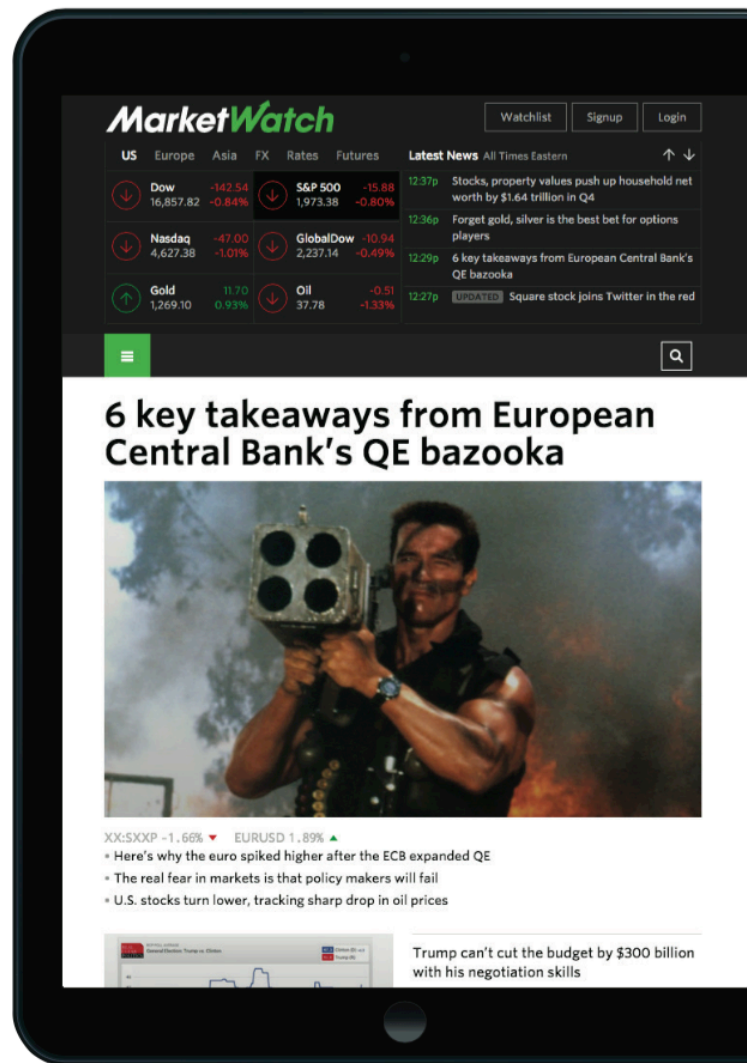 MarketWatch
Watchlist Signup Login
US Europe Asia FX Rates Futures
Dow -142.54
16,857.82 -0.84%
S&P 500 -15.88
1,973.38 -0.80%
Nasdaq -47.00
4,627.38 -1.01%
GlobalDow -10.94
2,237.14 -0.49%
Gold 11.70
1,269.10 0.93%
Oil -0.51
37.78 -1.33%
Latest News All Times Eastern
12:37p Stocks, property values push up household net
worth by $1.64 trillion in Q4
12:36p Forget gold, silver is the best bet for options
players
12:29p 6 key takeaways from European Central Bank's
QE bazooka
12:27p UPDATED Square stock joins Twitter in the red
6 key takeaways from European
Central Bank's QE bazooka
XX:SXXP -1.66% EURUSD 1.89%
• Here's why the euro spiked higher after the ECB expanded QE
• The real fear in markets is that policy makers will fail
• U.S. stocks turn lower, tracking sharp drop in oil prices
General Election: Trump vs. Clinton
Clinton (D)
Trump (R)
Trump can't cut the budget by $300 billion
with his negotiation skills